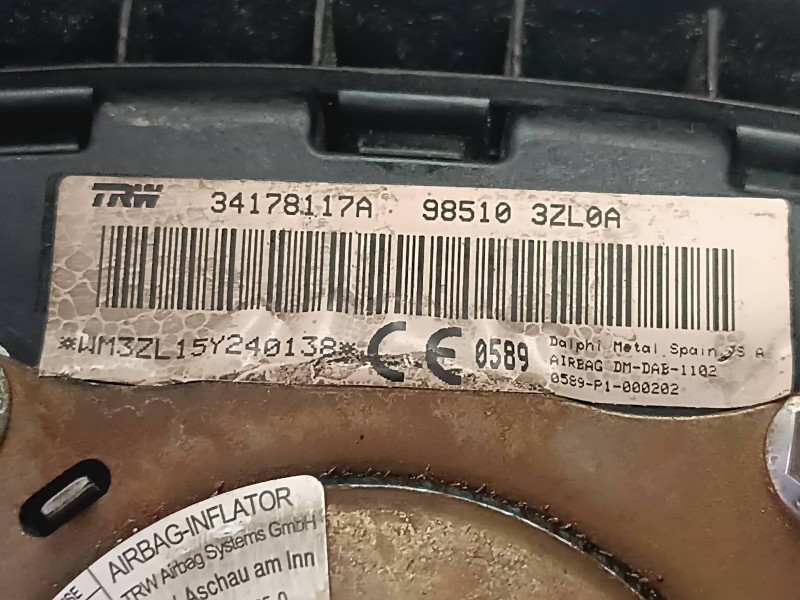 TRW 34178117A 98510 3ZL0A
*WM3ZL15Y240138* CE 0589
Dalphi Metal Spain, S A
AIRBAG DM-DAB-1102
0589-P1-000202
AIRBAG-INFLATOR
TRW Airbag Systems GmbH
Aschau am Inn